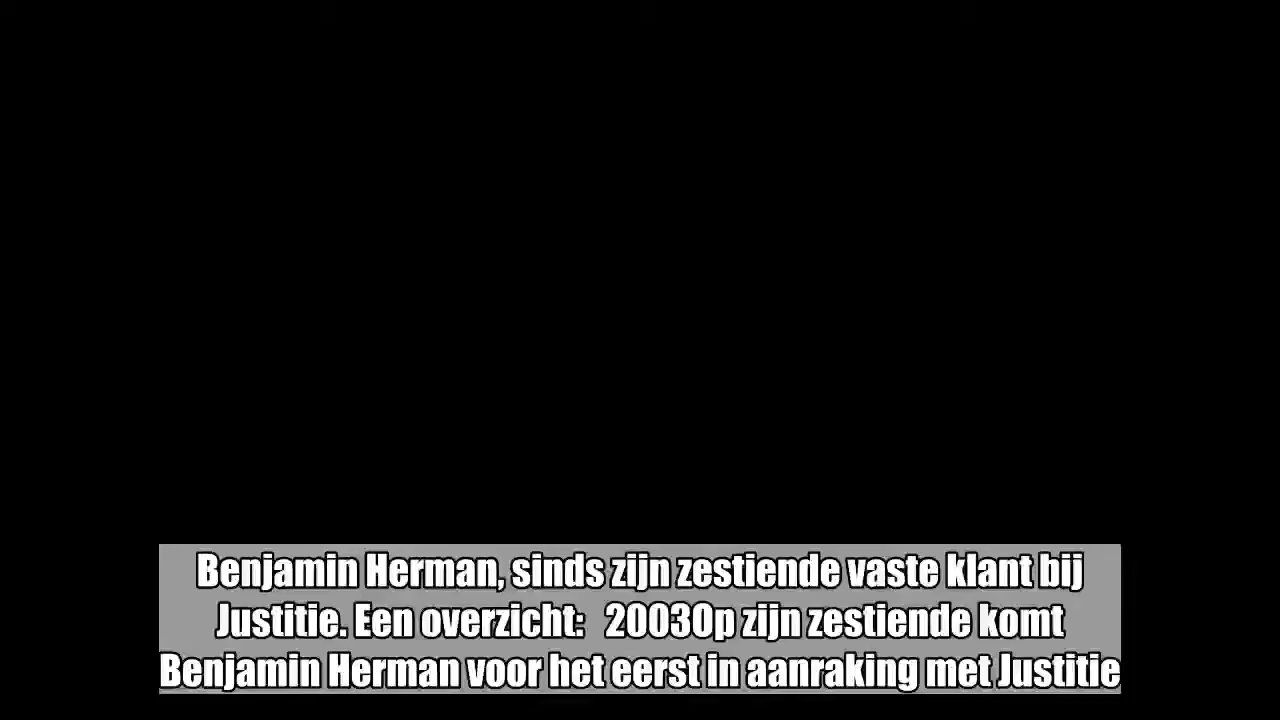 Benjamin Herman, sinds zijn zestiende vaste klant bij
Justitie. Een overzicht:   20030p zijn zestiende komt
Benjamin Herman voor het eerst in aanraking met Justitie